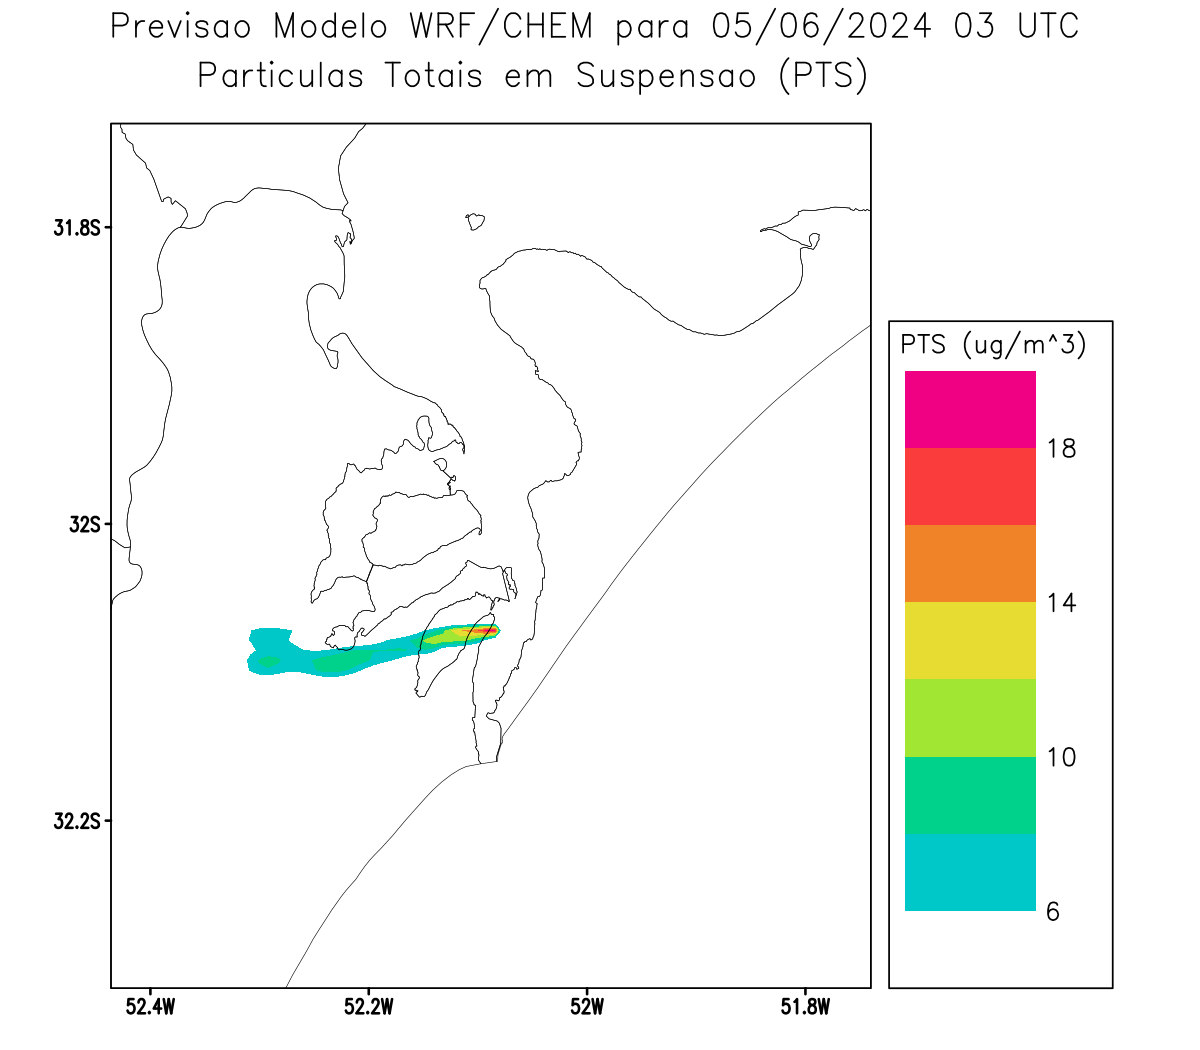 Previsao Modelo WRF/CHEM para 05/06/2024 03 UTC
Particulas Totais em Suspensao (PTS)
31.8S
32S
32.2S
52.4W 52.2W 52W 51.8W
PTS (ug/m^3)
18
14
10
6